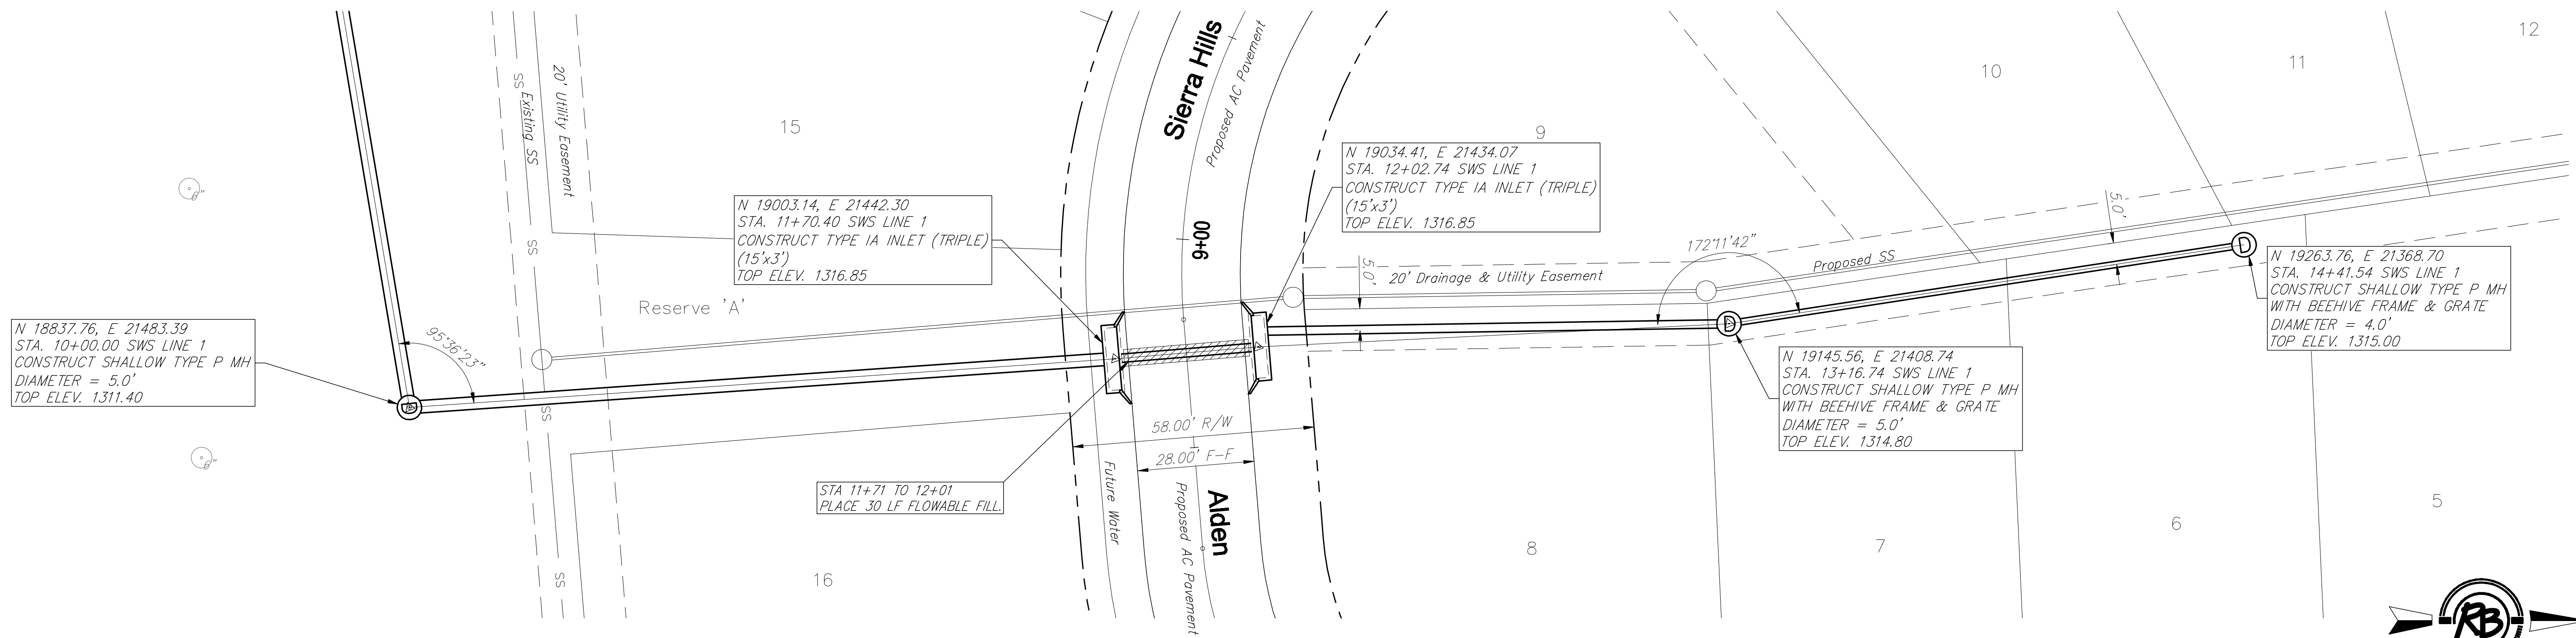 N 18837.76, E 21483.39
STA. 10+00.00 SWS LINE 1
CONSTRUCT SHALLOW TYPE P MH
DIAMETER = 5.0'
TOP ELEV. 1311.40
6"
6"
95°36'23"
SS
Existing SS
20' Utility Easement
SS
SS
SS
15
Reserve 'A'
16
N 19003.14, E 21442.30
STA. 11+70.40 SWS LINE 1
CONSTRUCT TYPE IA INLET (TRIPLE)
(15'x3')
TOP ELEV. 1316.85
STA 11+71 TO 12+01
PLACE 30 LF FLOWABLE FILL.
Sierra Hills
Proposed AC Pavement
9+00
58.00' R/W
28.00' F-F
Future Water
Proposed AC Pavement
Alden
N 19034.41, E 21434.07
STA. 12+02.74 SWS LINE 1
CONSTRUCT TYPE IA INLET (TRIPLE)
(15'x3')
TOP ELEV. 1316.85
9
10
11
12
5.0'
20' Drainage & Utility Easement
172°11'42"
Proposed SS
5.0'
N 19145.56, E 21408.74
STA. 13+16.74 SWS LINE 1
CONSTRUCT SHALLOW TYPE P MH
WITH BEEHIVE FRAME & GRATE
DIAMETER = 5.0'
TOP ELEV. 1314.80
N 19263.76, E 21368.70
STA. 14+41.54 SWS LINE 1
CONSTRUCT SHALLOW TYPE P MH
WITH BEEHIVE FRAME & GRATE
DIAMETER = 4.0'
TOP ELEV. 1315.00
8
7
6
5
RB